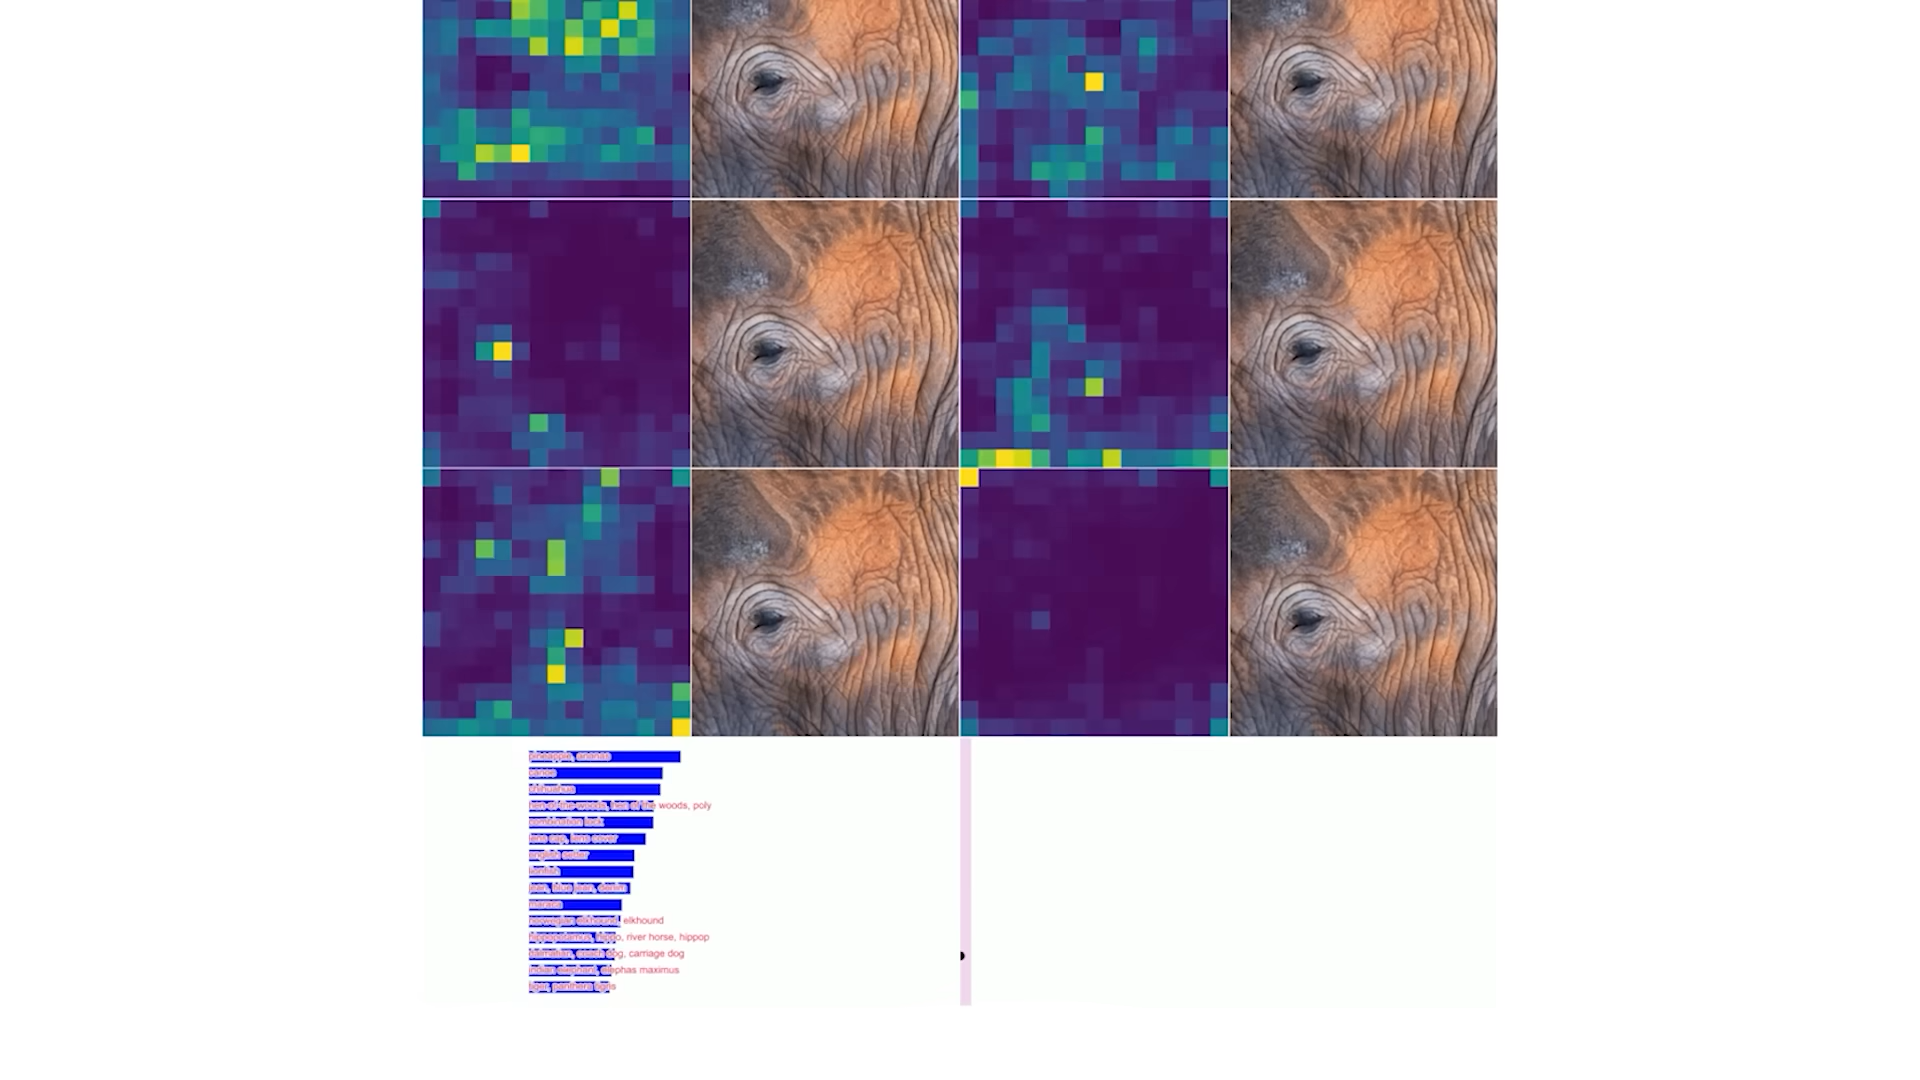 pineapple, ananas
canoe
chihuahua
hen-of-the-woods, hen of the woods, poly
combination lock
lens cap, lens cover
english setter
lionfish
jean, blue jean, denim
maraca
norwegian elkhound, elkhound
hippopotamus, hippo, river horse, hippop
dalmatian, coach dog, carriage dog
indian elephant, elephas maximus
tiger, panthera tigris